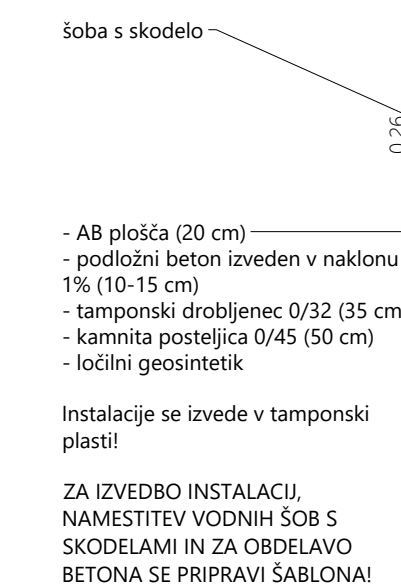 šoba s skodelo
0.26
- AB plošča (20 cm)
- podložni beton izveden v naklonu
1% (10-15 cm)
- tamponski drobljenec 0/32 (35 cm
- kamnita posteljica 0/45 (50 cm)
- ločilni geosintetik
Instalacije se izvede v tamponski
plasti!
ZA IZVEDBO INSTALACIJ,
NAMESTITEV VODNIH ŠOB S
SKODELAMI IN ZA OBDELAVO
BETONA SE PRIPRAVI ŠABLONA!